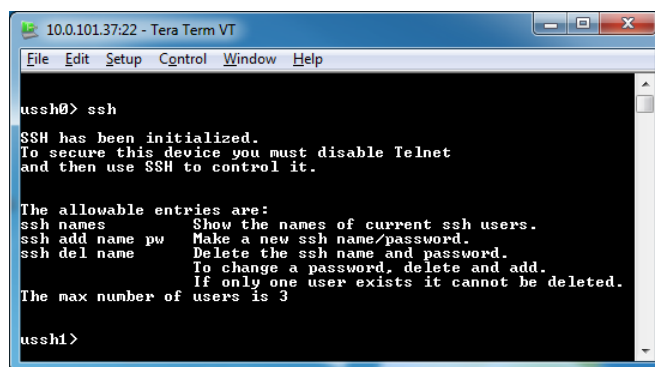 10.0.101.37:22 - Tera Term VT
File Edit Setup Control Window Help
ussh0> ssh
SSH has been initialized.
To secure this device you must disable Telnet
and then use SSH to control it.
The allowable entries are:
ssh names Show the names of current ssh users.
ssh add name pw Make a new ssh name/password.
ssh del name Delete the ssh name and password.
To change a password, delete and add.
If only one user exists it cannot be deleted.
The max number of users is 3
ussh1>